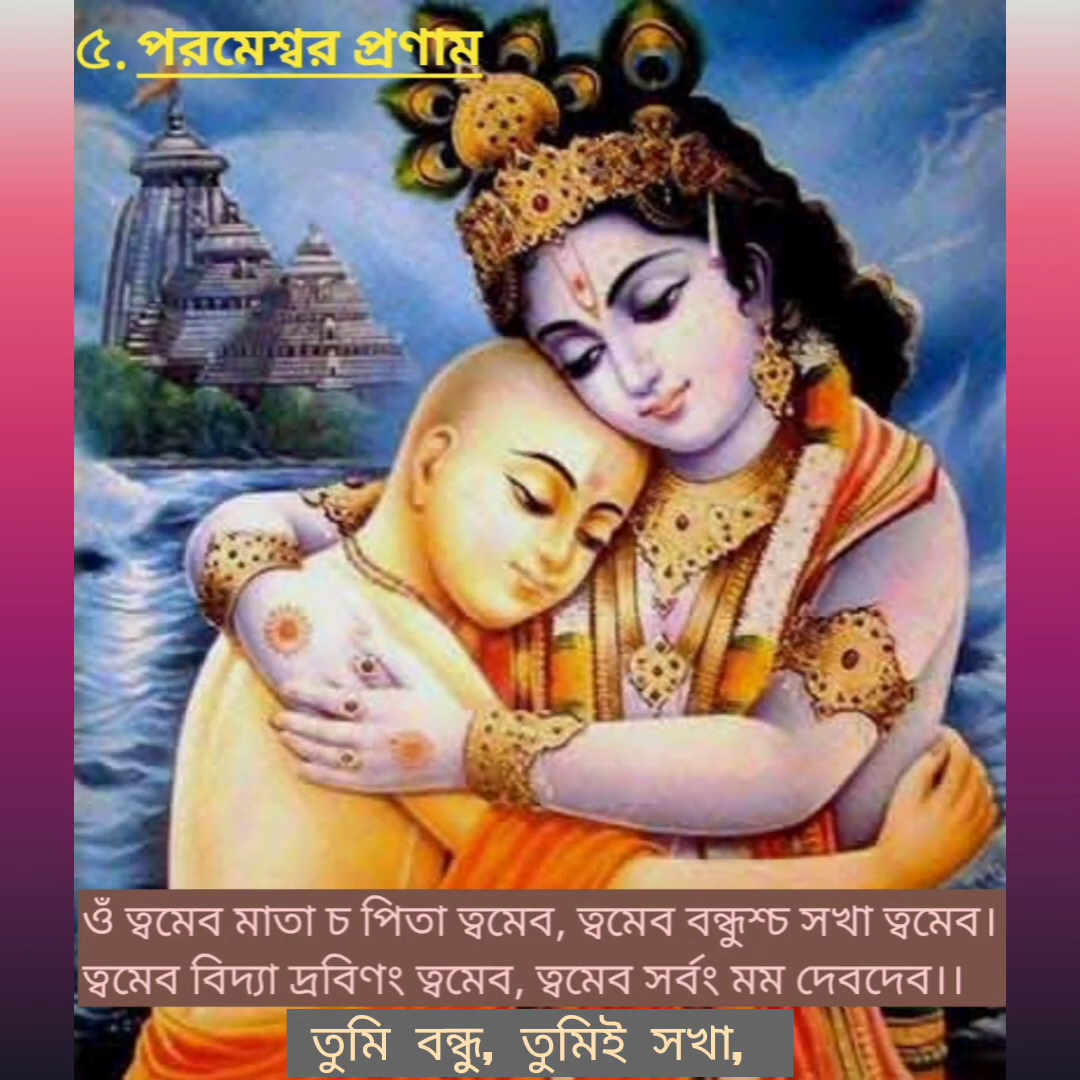 ৫. পরমেশ্বর প্রণাম
ওঁ ত্বমেব মাতা চ পিতা ত্বমেব, ত্বমেব বন্ধুশ্চ সখা ত্বমেব।
ত্বমেব বিদ্যা দ্রবিণং ত্বমেব, ত্বমেব সর্বং মম দেবদেব।।
তুমি বন্ধু, তুমিই সখা,